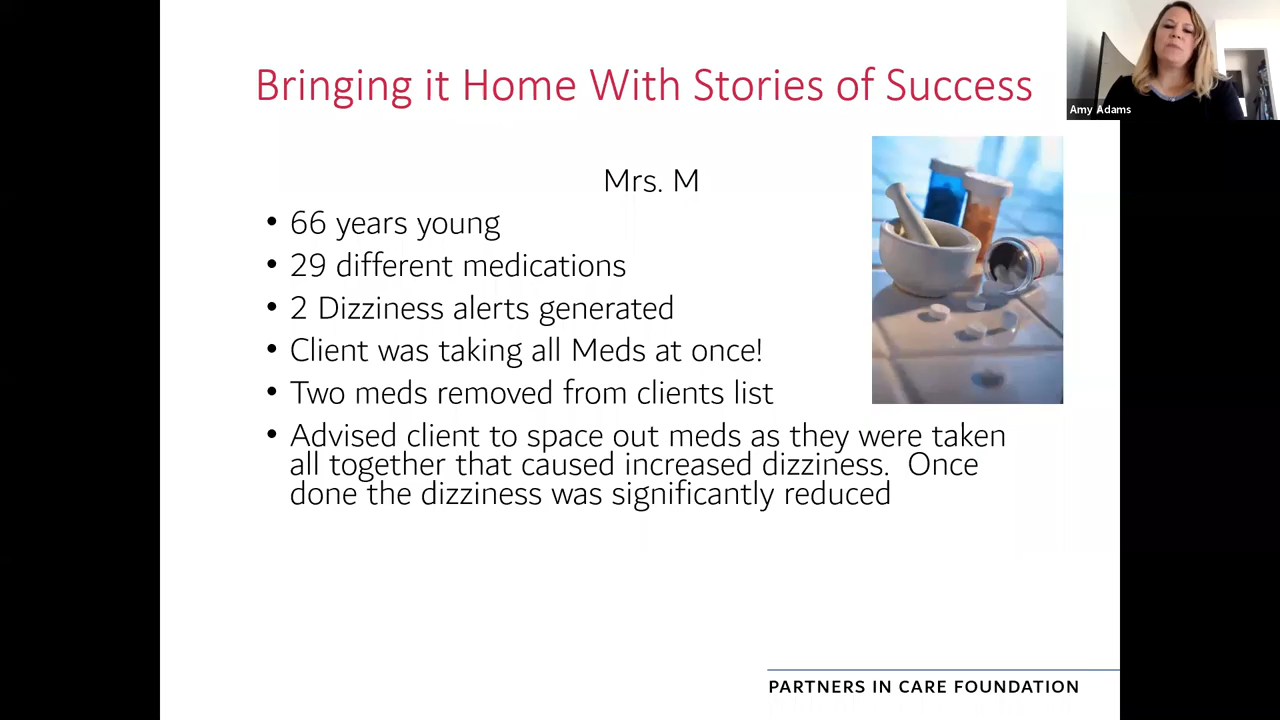 Bringing it Home With Stories of Success
Amy Adams
Mrs. M
• 66 years young
• 29 different medications
• 2 Dizziness alerts generated
• Client was taking all Meds at once!
• Two meds removed from clients list
• Advised client to space out meds as they were taken
all together that caused increased dizziness.  Once
done the dizziness was significantly reduced
PARTNERS IN CARE FOUNDATION